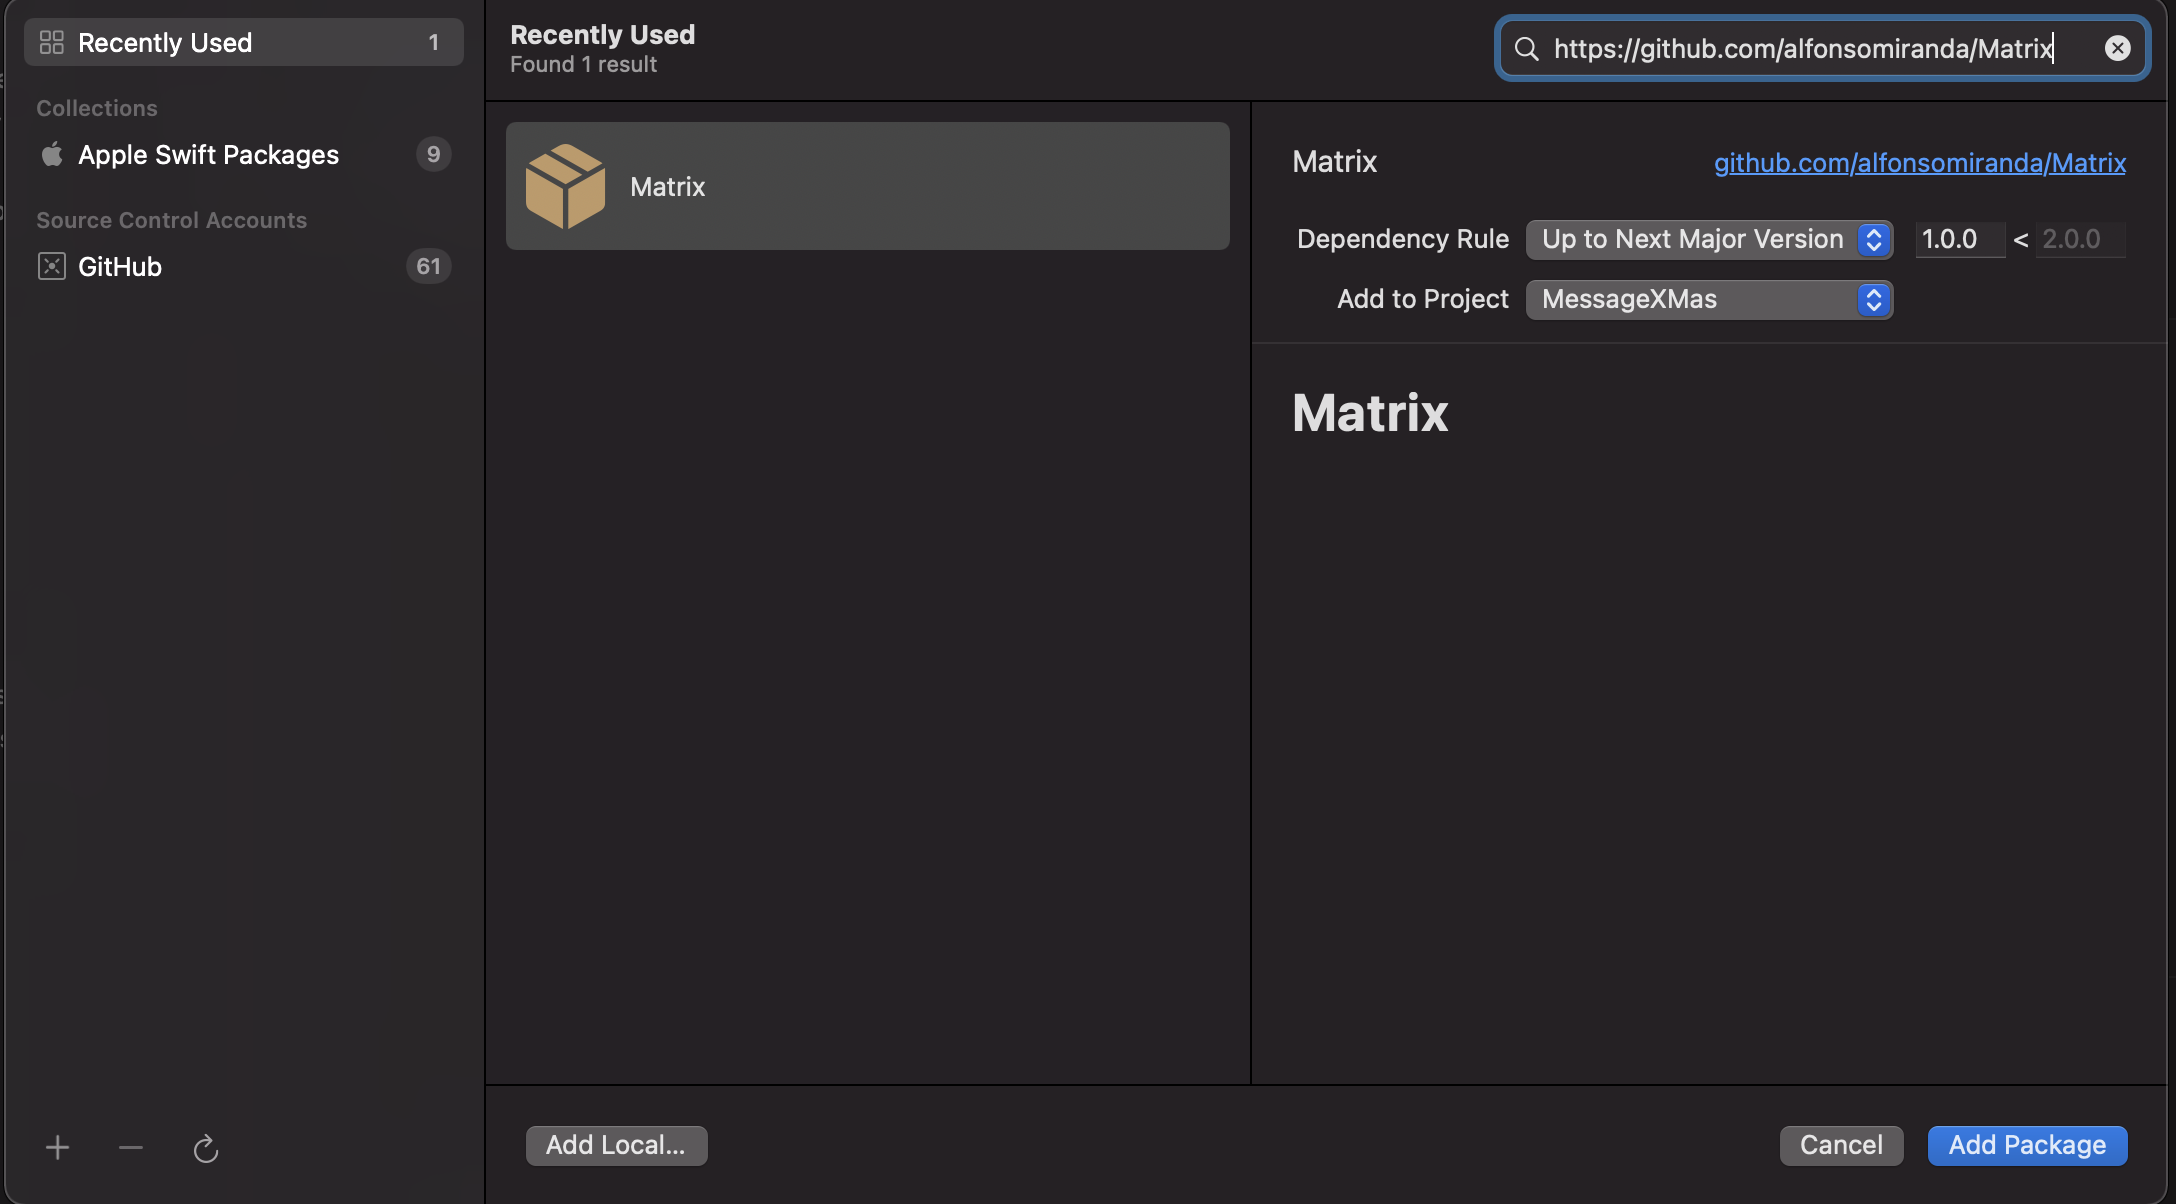 Recently Used 1
Collections
Apple Swift Packages 9
Source Control Accounts
GitHub 61
Recently Used
Found 1 result
https://github.com/alfonsomiranda/Matrix
Matrix
Matrix github.com/alfonsomiranda/Matrix
Dependency Rule Up to Next Major Version 1.0.0 < 2.0.0
Add to Project MessageXMas
Matrix
Add Local...
Cancel Add Package